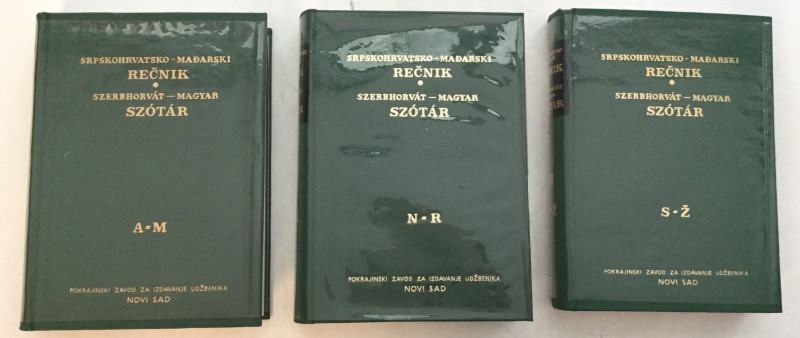 SRPSKOHRVATSKO-MAĐARSKI
REČNIK
SZERBHORVÁT — MAGYAR
SZÓTÁR
A-M
POKRAJINSKI ZAVOD ZA IZDAVANJE UDŽBENIKA
NOVI SAD
SRPSKOHRVATSKO-MAĐARSKI
REČNIK
SZERBHORVÁT — MAGYAR
SZÓTÁR
N-R
POKRAJINSKI ZAVOD ZA IZDAVANJE UDŽBENIKA
NOVI SAD
SRPSKOHRVATSKO-MAĐARSKI
REČNIK
SZERBHORVÁT — MAGYAR
SZÓTÁR
S-Ž
POKRAJINSKI ZAVOD ZA IZDAVANJE UDŽBENIKA
NOVI SAD